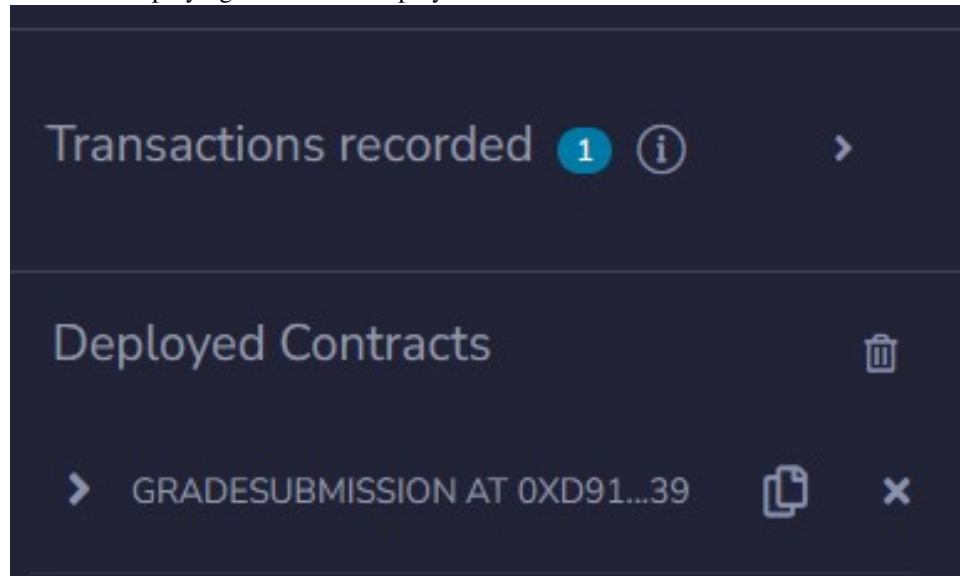 Transactions recorded 1 i
Deployed Contracts
GRADESUBMISSION AT 0XD91...39